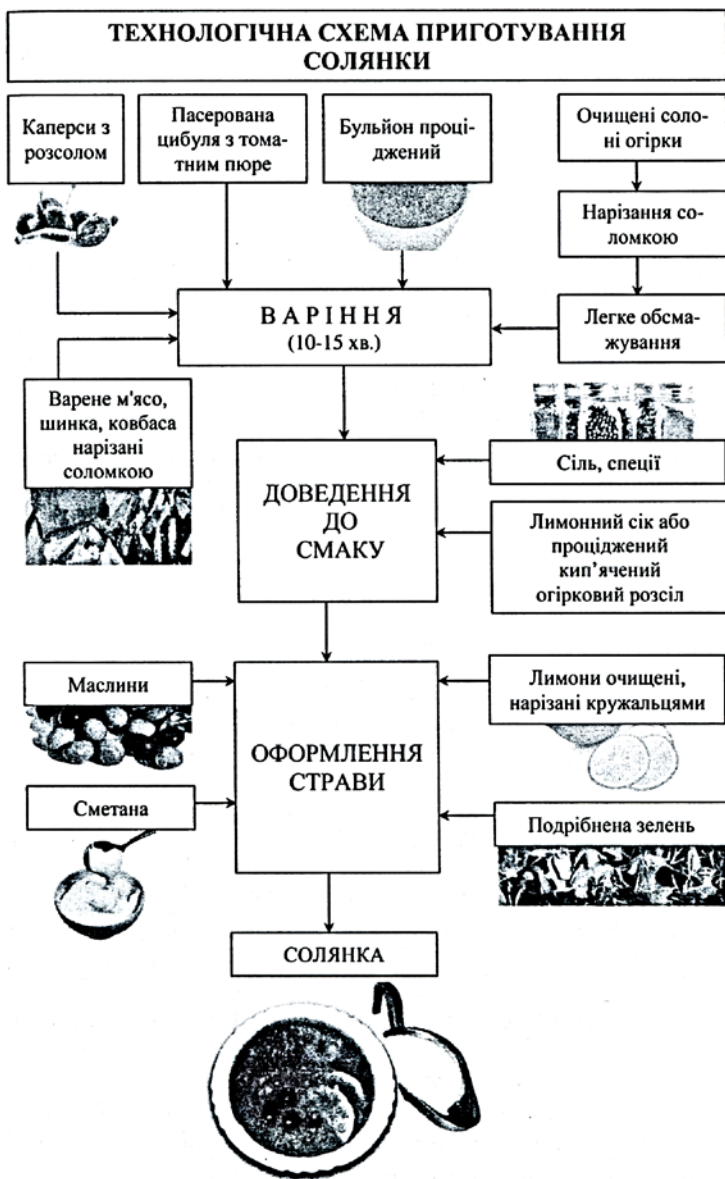 ТЕХНОЛОГІЧНА СХЕМА ПРИГОТУВАННЯ
СОЛЯНКИ
Каперси з
розсолом
Пасерована
цибуля з тома-
тним пюре
Бульйон проці-
джений
Очищені соло-
ні огірки
Нарізання со-
ломкою
Легке обсма-
жування
ВАРІННЯ
(10-15 хв.)
Варене м'ясо,
шинка, ковбаса
нарізані
соломкою
ДОВЕДЕННЯ
ДО
СМАКУ
Сіль, спеції
Лимонний сік або
проціджений
кип’ячений
огірковий розсіл
Маслини
Сметана
ОФОРМЛЕННЯ
СТРАВИ
Лимони очищені,
нарізані кружальцями
Подрібнена зелень
СОЛЯНКА